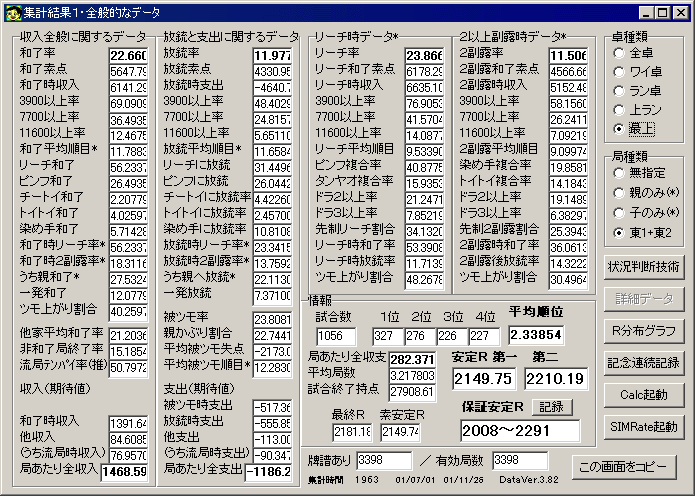 集計結果1・全般的なデータ
収入全般に関するデータ
和了率 22.660
和了素点 5647.79
和了時収入 6141.29
3900以上率 69.0909
7700以上率 36.4935
11600以上率 12.4675
和了平均順目* 11.7883
リーチ和了 56.2337
ピンフ和了 26.4935
チートイ和了 2.20779
トイトイ和了 4.02597
染め手和了 5.71428
和了時リーチ率* 56.2337
和了時2副露率* 18.3116
うち親和了* 27.5324
一発和了 12.0779
ツモ上がり割合 40.2597
他家平均和了率 21.2036
非和了局終了率 15.1854
流局テンパイ率(推) 50.7972
収入(期待値)
和了時収入 1391.64
他収入 84.6085
(うち流局時収入 76.9570
局あたり全収入 1468.59
放銃と支出に関するデータ
放銃率 11.977
放銃素点 4330.95
放銃時支出 -4640.7
3900以上率 48.4029
7700以上率 24.8157
11600以上率 5.65110
放銃平均順目* 11.6584
リーチに放銃 31.4496
ピンフに放銃 26.0442
チートイに放銃率 4.42260
トイトイに放銃率 2.45700
染め手に放銃率 10.8108
放銃時リーチ率* 23.3415
放銃時2副露率* 13.7592
うち親へ放銃* 22.1130
一発放銃 7.37100
被ツモ率 23.8081
親かぶり割合 22.7441
平均被ツモ失点 -2173.0
平均被ツモ順目* 12.2830
支出(期待値)
被ツモ時支出 -517.36
放銃時支出 -555.85
他支出 -113.00
(うち流局時支出 -90.347
局あたり全支出 -1186.2
リーチ時データ*
リーチ率 23.866
リーチ和了素点 6178.29
リーチ時収入 6635.10
3900以上率 76.9053
7700以上率 41.5704
11600以上率 14.0877
リーチ平均順目 9.53399
ピンフ複合率 40.8775
タンヤオ複合率 15.9353
ドラ2以上率 21.2471
ドラ3以上率 7.85219
先制リーチ割合 71.3940
リーチ時和了率 53.3908
リーチ時放銃率 11.7139
ツモ上がり割合 48.2678
2以上副露時データ*
2副露率 11.506
2副露和了素点 4566.66
2副露時収入 5152.48
3900以上率 58.1560
7700以上率 26.2411
11600以上率 7.09219
2副露平均順目 9.09974
染め手複合率 19.8581
トイトイ複合率 14.1843
ドラ2以上率 19.1489
ドラ3以上率 6.38297
先制2副露割合 25.3943
2副露時和了率 36.0613
2副露後放銃率 14.3222
ツモ上がり割合 30.4964
情報
試合数 1位 2位 3位 4位 平均順位
1056 327 276 226 227 2.33854
局あたり全収支 282.371
平均局数 3.217803
試合終了持点 27908.61
安定R 第一 第二
2149.75 2210.19
最終R 素安定R
2181.18 2149.74
保証安定R 記録
2008~2291
牌譜あり 3398 / 有効局数 3398
集計時間 1963 01/07/01 01/11/26 DataVer.3.82
卓種類
全卓
ワイ卓
ラン卓
上ラン
最上
局種類
無指定
親のみ(*)
子のみ(*)
東1+東2
状況判断技術
詳細データ
R分布グラフ
記念連続記録
Calc起動
SIMRate起動
この画面をコピー